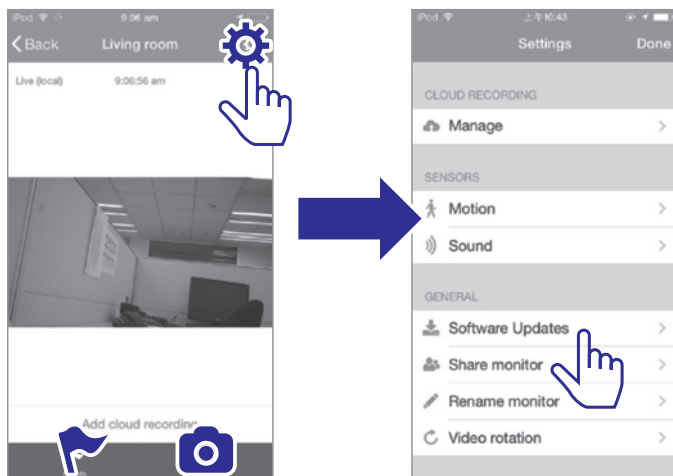 iPod
9:06 am
Back
Living room
Live (local)
9:06:56 am
Add cloud recording
iPod
上午10:43
Settings
Done
CLOUD RECORDING
Manage
SENSORS
Motion
Sound
GENERAL
Software Updates
Share monitor
Rename monitor
Video rotation